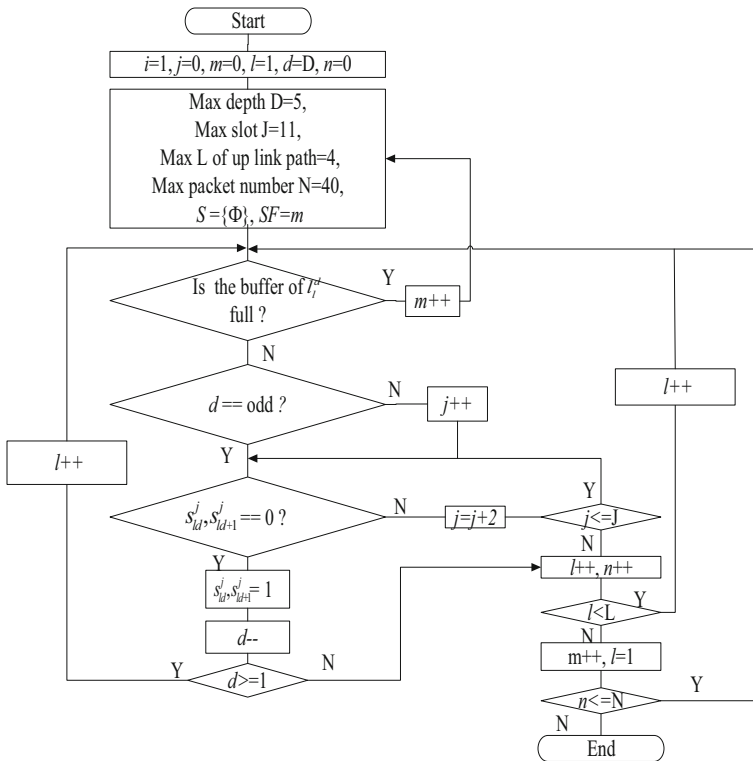 Start
i=1, j=0, m=0, l=1, d=D, n=0
Max depth D=5,
Max slot J=11,
Max L of up link path=4,
Max packet number N=40,
S={Φ}, SF=m
Y
Is the buffer of l_l^d
full ?
m++
N
l++
d == odd ?
N
j++
l++
Y
Y
s_{ld}^j, s_{ld+1}^j == 0 ?
N
j=j+2
j<=J
N
Y
l++, n++
s_{ld}^j, s_{ld+1}^j = 1
Y
l<L
d--
N
m++, l=1
Y
N
d>=1
n<=N
Y
N
End